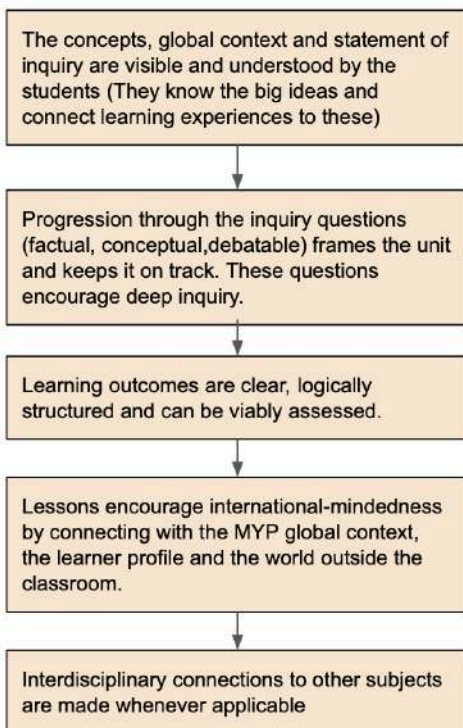 The concepts, global context and statement of
inquiry are visible and understood by the
students (They know the big ideas and
connect learning experiences to these)
Progression through the inquiry questions
(factual, conceptual,debatable) frames the unit
and keeps it on track. These questions
encourage deep inquiry.
Learning outcomes are clear, logically
structured and can be viably assessed.
Lessons encourage international-mindedness
by connecting with the MYP global context,
the learner profile and the world outside the
classroom.
Interdisciplinary connections to other subjects
are made whenever applicable